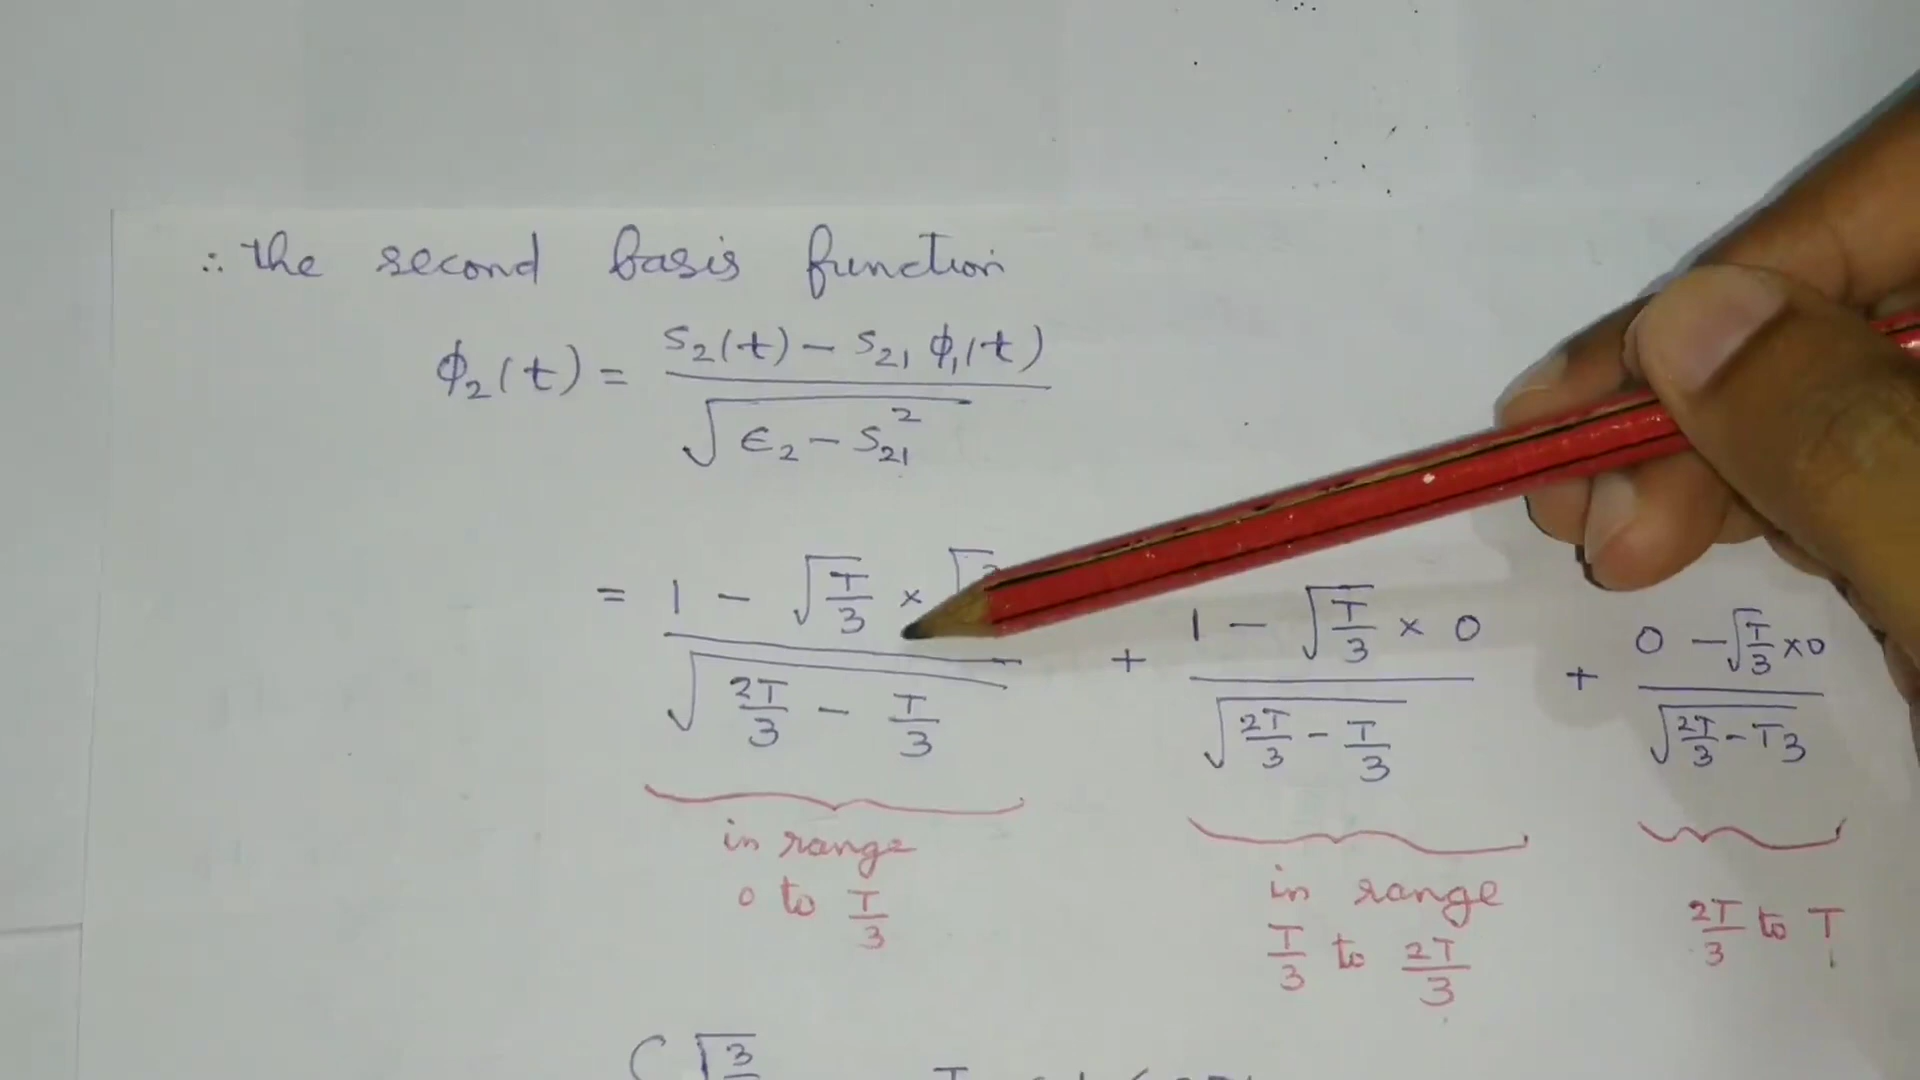 ∴ the second basis function
ϕ₂(t) = (S₂(t) − S₂₁ ϕ₁(t)) / √(ϵ₂ − S₂₁²)
= (1 − √(T/3) × √) / √(2T/3 − T/3) + (1 − √(T/3) × 0) / √(2T/3 − T/3) + (0 − √(T/3) × 0) / √(2T/3 − T3)
in range 0 to T/3
in range T/3 to 2T/3
2T/3 to T